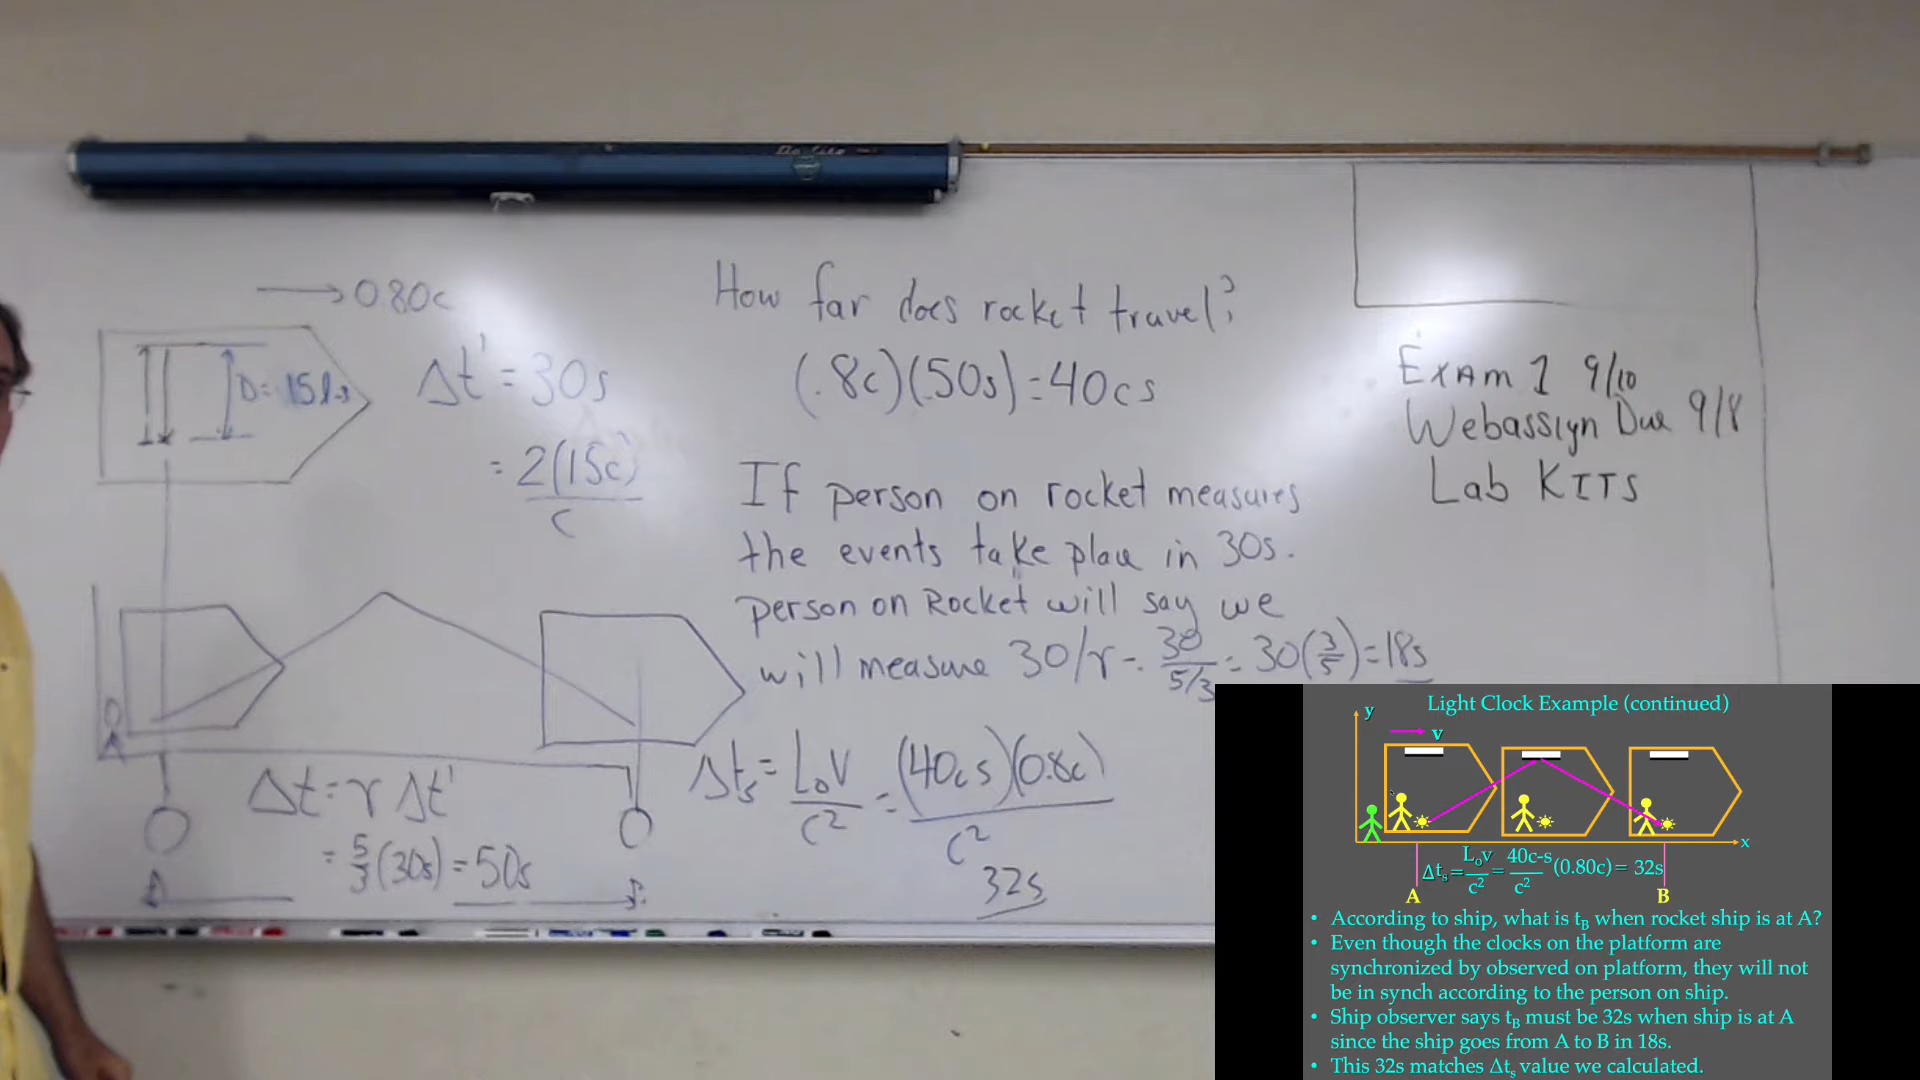 Da-Lite
→ 0.80c
D = 15 l-s
Δt' = 30s
= 2(15c)
c
Δt = γ Δt'
= 5/3 (30s) = 50s
How far does rocket travel?
(.8c)(.50s) = 40cs
If person on rocket measures
the events take place in 30s.
person on Rocket will say we
will measure 30/γ = 30/5/3 = 30(3/5) = 18s
Δts = L₀V/c² = (40cs)(0.8c)/c²
32s
Exam 1 9/10
Webassign Due 9/8
Lab KITS
Light Clock Example (continued)
y
v
x
Δts = L₀v/c² = 40c-s/c² (0.80c) = 32s
A B
• According to ship, what is tB when rocket ship is at A?
• Even though the clocks on the platform are
synchronized by observed on platform, they will not
be in synch according to the person on ship.
• Ship observer says tB must be 32s when ship is at A
since the ship goes from A to B in 18s.
• This 32s matches Δts value we calculated.